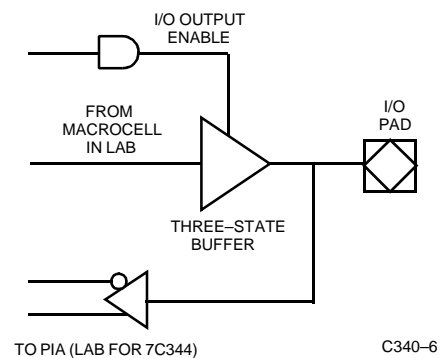 I/O OUTPUT
ENABLE
FROM
MACROCELL
IN LAB
I/O
PAD
THREE–STATE
BUFFER
TO PIA (LAB FOR 7C344)
C340–6